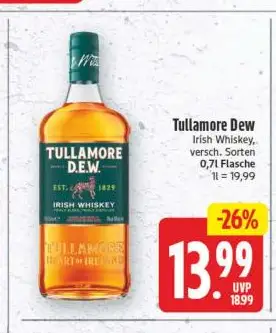 TULLAMORE
D.E.W.
EST. 1829
IRISH WHISKEY
TULLAMORE
Tullamore Dew
Irish Whiskey,
versch. Sorten
0,7l Flasche
1l = 19,99
-26%
13.99
UVP
18.99